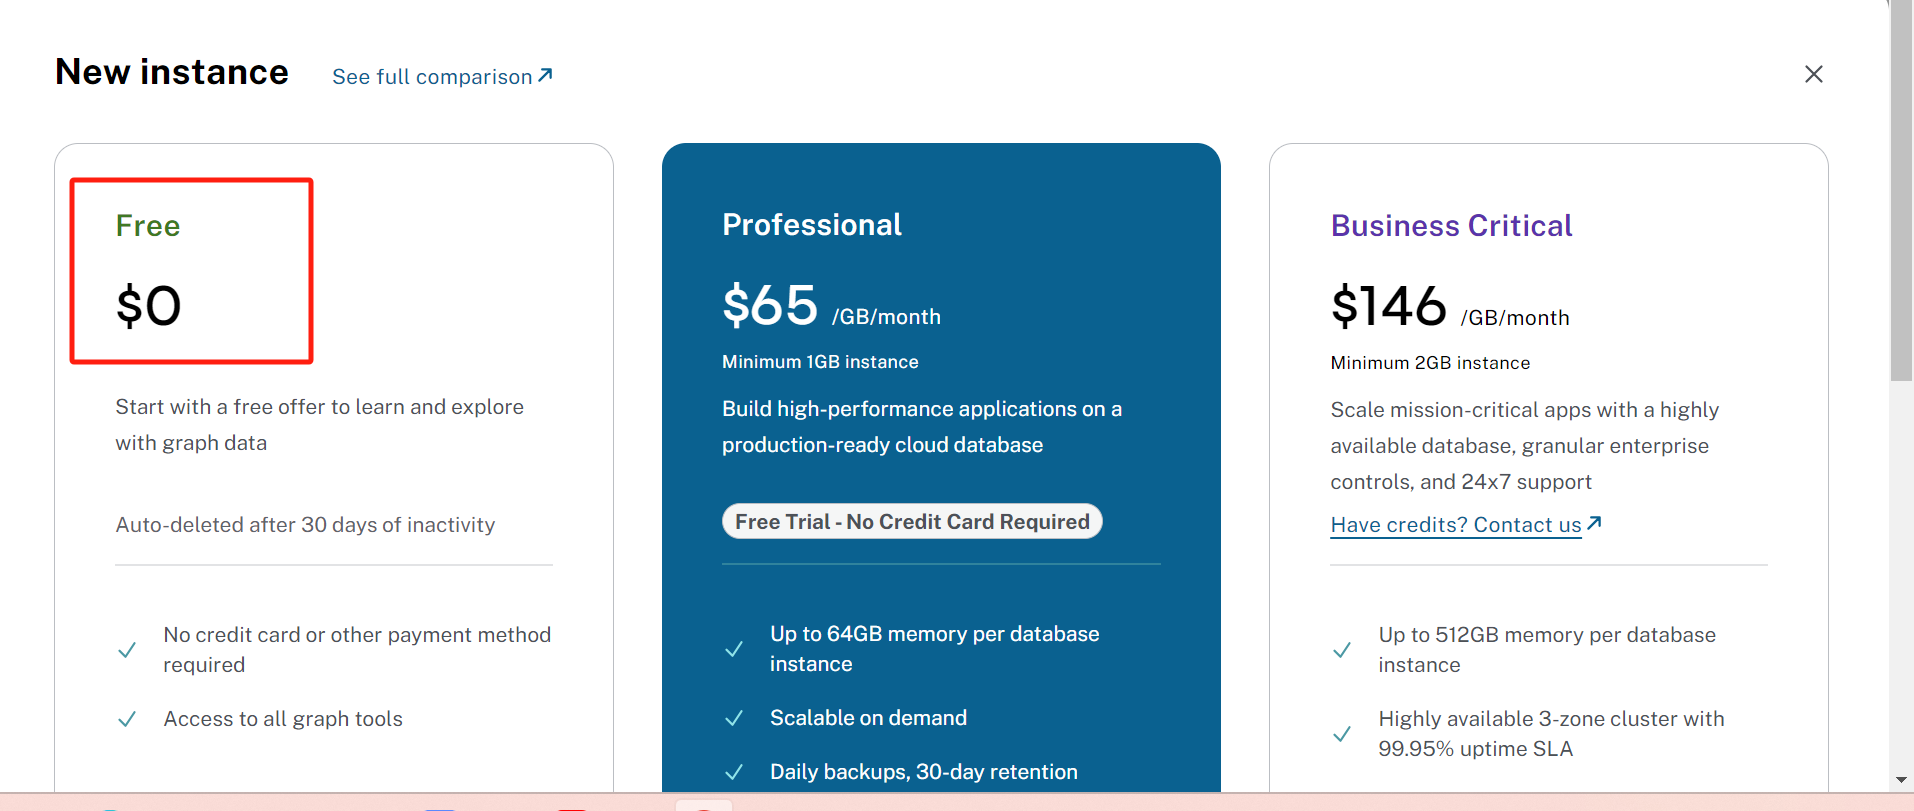 New instance
See full comparison
Free
$0
Start with a free offer to learn and explore
with graph data
Auto-deleted after 30 days of inactivity
No credit card or other payment method
required
Access to all graph tools
Professional
$65 /GB/month
Minimum 1GB instance
Build high-performance applications on a
production-ready cloud database
Free Trial - No Credit Card Required
Up to 64GB memory per database
instance
Scalable on demand
Daily backups, 30-day retention
Business Critical
$146 /GB/month
Minimum 2GB instance
Scale mission-critical apps with a highly
available database, granular enterprise
controls, and 24x7 support
Have credits? Contact us
Up to 512GB memory per database
instance
Highly available 3-zone cluster with
99.95% uptime SLA